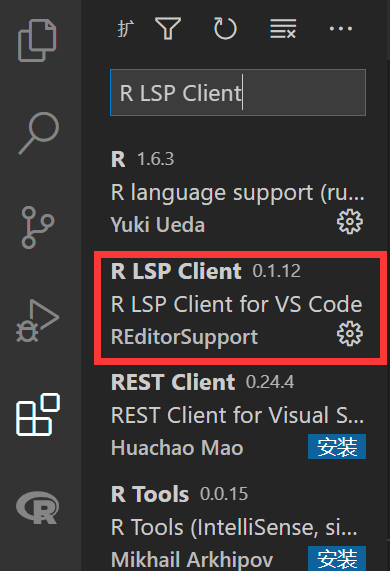 扩
R LSP Client
R 1.6.3
R language support (ru...
Yuki Ueda
R LSP Client 0.1.12
R LSP Client for VS Code
REditorSupport
REST Client 0.24.4
REST Client for Visual S...
Huachao Mao 安装
R Tools 0.0.15
R Tools (IntelliSense, si...
Mikhail Arkhipov 安装
R